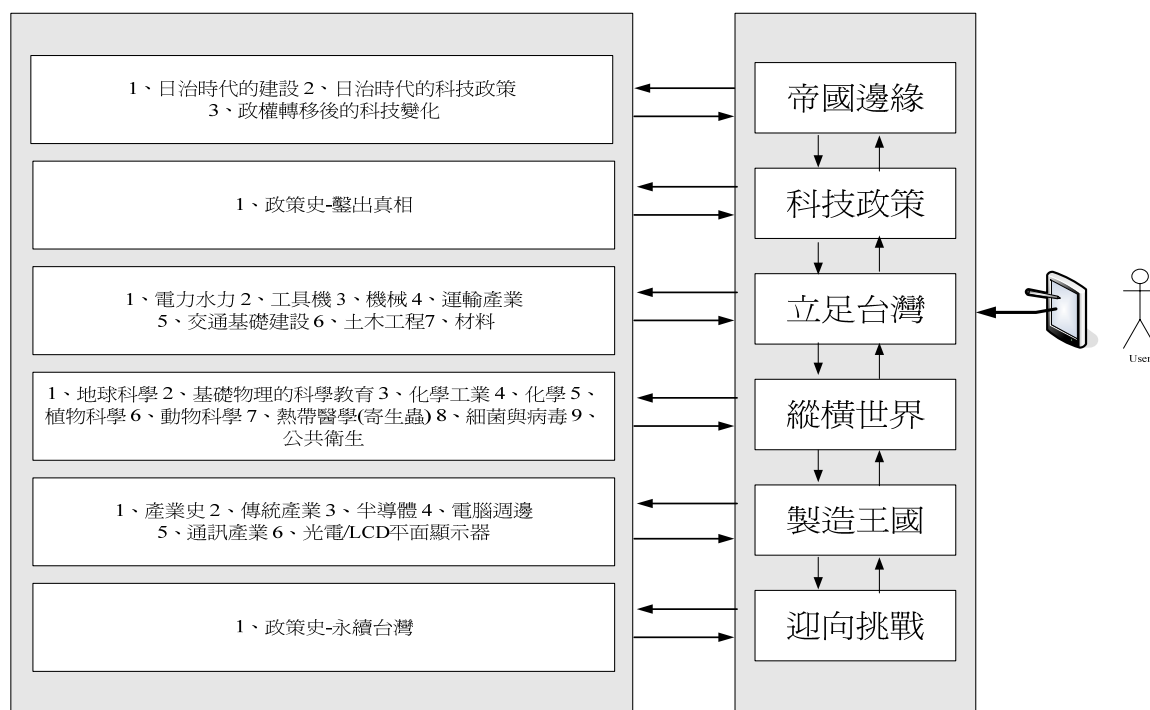 1、日治時代的建設 2、日治時代的科技政策
3、政權轉移後的科技變化
帝國邊緣
1、政策史-鑿出真相
科技政策
1、電力水力 2、工具機 3、機械 4、運輸產業
5、交通基礎建設 6、土木工程7、材料
立足台灣
User
1、地球科學 2、基礎物理的科學教育 3、化學工業 4、化學 5、
植物科學 6、動物科學 7、熱帶醫學(寄生蟲) 8、細菌與病毒 9、
公共衛生
縱橫世界
1、產業史 2、傳統產業 3、半導體 4、電腦週邊
5、通訊產業 6、光電/LCD平面顯示器
製造王國
1、政策史-永續台灣
迎向挑戰